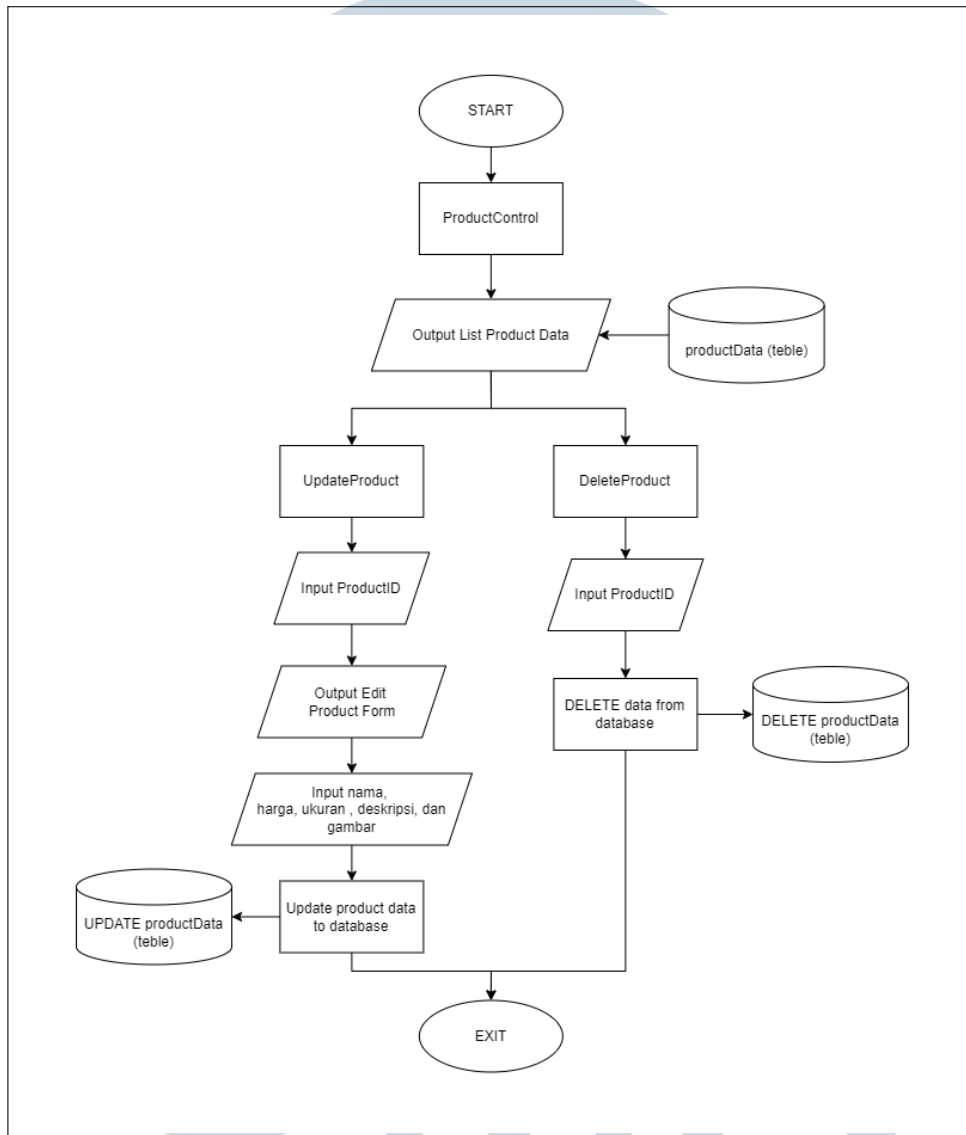 START
ProductControl
Output List Product Data
productData (teble)
UpdateProduct
DeleteProduct
Input ProductID
Input ProductID
Output Edit
Product Form
DELETE data from
database
DELETE productData
(teble)
Input nama,
harga, ukuran , deskripsi, dan
gambar
Update product data
to database
UPDATE productData
(teble)
EXIT